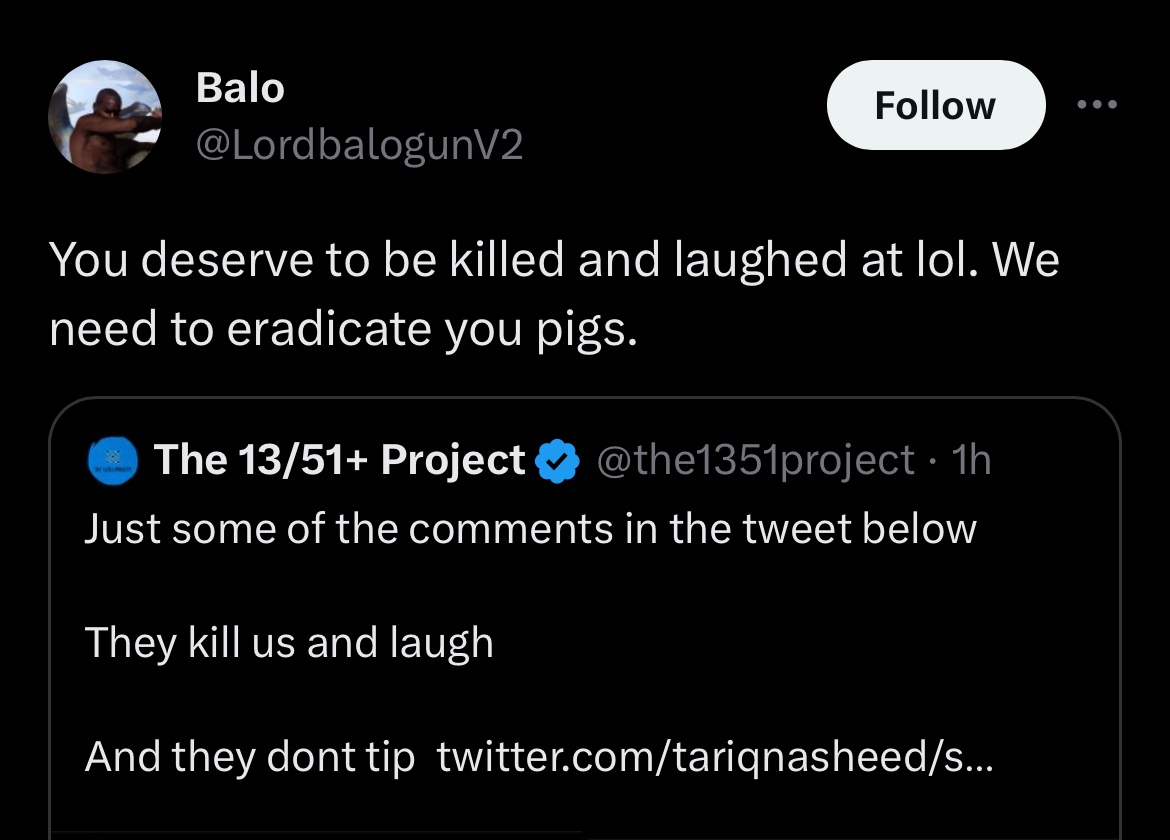 Balo
@LordbalogunV2
Follow
You deserve to be killed and laughed at lol. We
need to eradicate you pigs.
The 13/51+ Project @the1351project · 1h
Just some of the comments in the tweet below
They kill us and laugh
And they dont tip twitter.com/tariqnasheed/s...